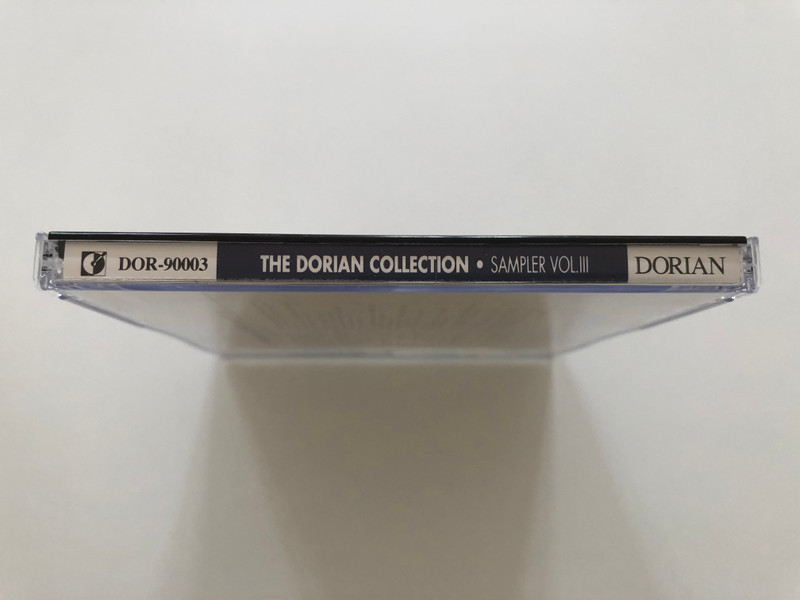 DOR-90003 THE DORIAN COLLECTION • SAMPLER VOL.III DORIAN